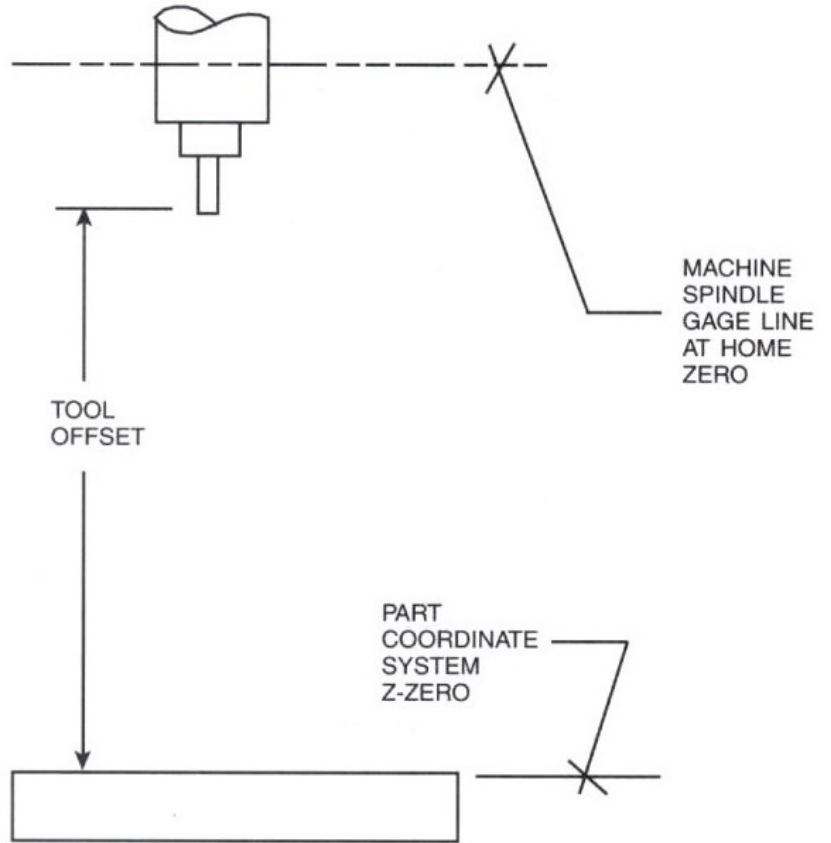 MACHINE
SPINDLE
GAGE LINE
AT HOME
ZERO
TOOL
OFFSET
PART
COORDINATE
SYSTEM
Z-ZERO